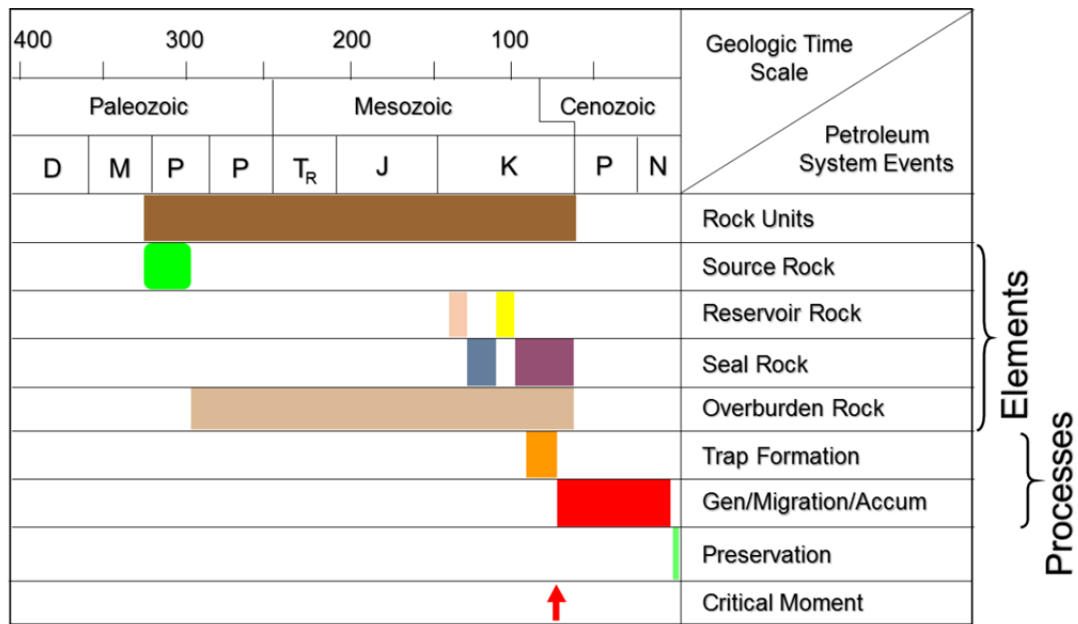 400 300 200 100
Geologic Time
Scale
Paleozoic Mesozoic Cenozoic
Petroleum
System Events
D M P P TR J K P N
Rock Units
Source Rock
Reservoir Rock
Seal Rock
Overburden Rock
Trap Formation
Gen/Migration/Accum
Preservation
Critical Moment
Elements
Processes